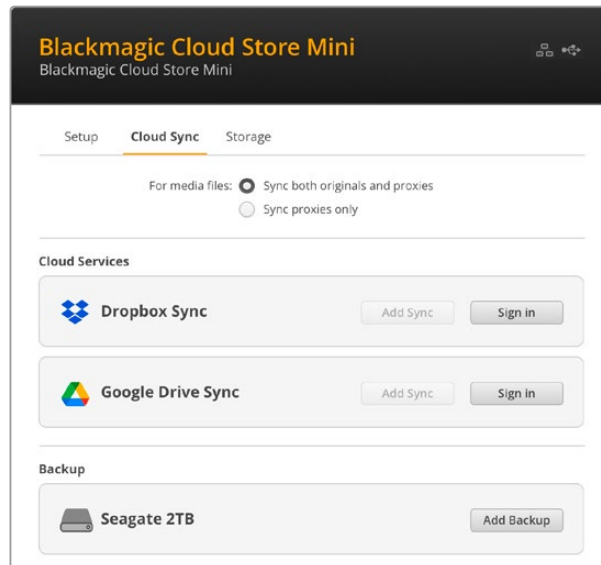 Blackmagic Cloud Store Mini
Blackmagic Cloud Store Mini
Setup Cloud Sync Storage
For media files: Sync both originals and proxies
Sync proxies only
Cloud Services
Dropbox Sync Add Sync Sign in
Google Drive Sync Add Sync Sign in
Backup
Seagate 2TB Add Backup